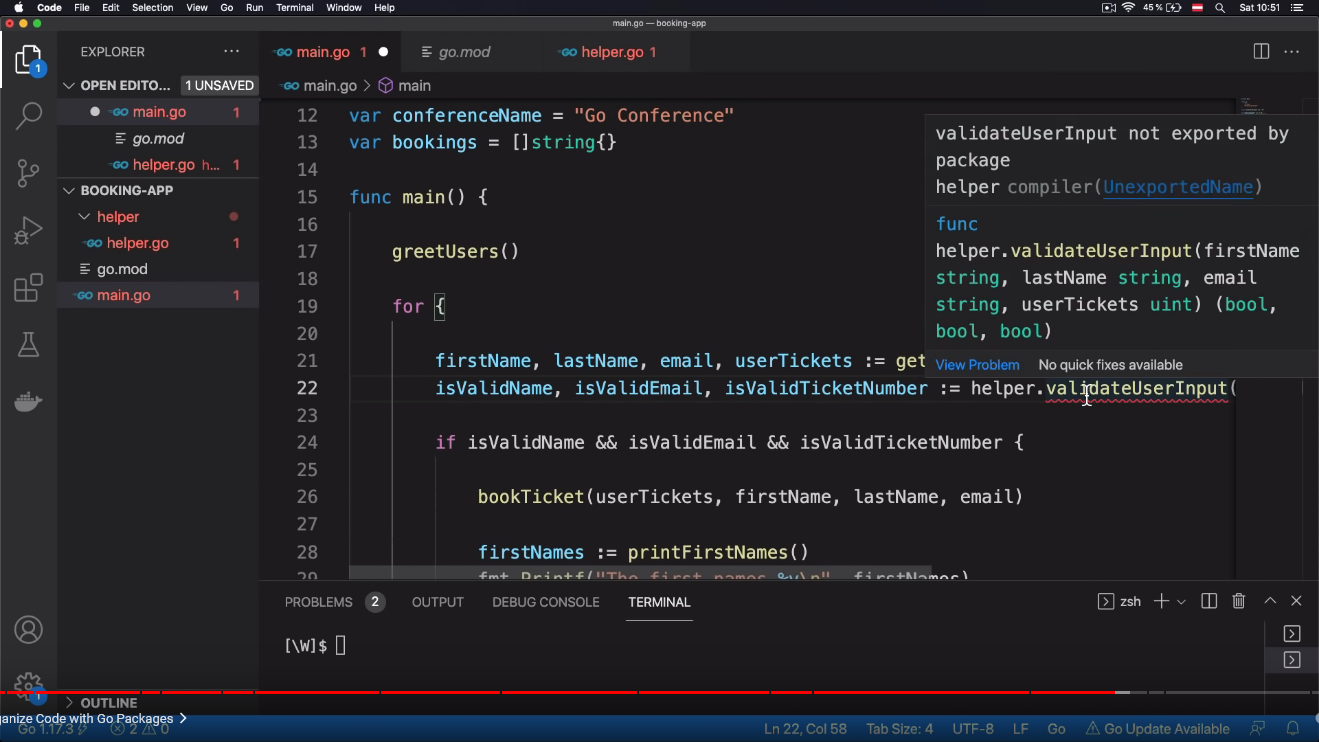 Code File Edit Selection View Go Run Terminal Window Help 45 % Sat 10:51
main.go — booking-app
EXPLORER ···
main.go 1 go.mod helper.go 1
OPEN EDITO... 1 UNSAVED
main.go > main
main.go 1
go.mod
helper.go h... 1
BOOKING-APP
helper
helper.go 1
go.mod
main.go 1
12 var conferenceName = "Go Conference"
13 var bookings = []string{}
14
15 func main() {
16
17 greetUsers()
18
19 for {
20
21 firstName, lastName, email, userTickets := get
22 isValidName, isValidEmail, isValidTicketNumber := helper.validateUserInput(
23
24 if isValidName && isValidEmail && isValidTicketNumber {
25
26 bookTicket(userTickets, firstName, lastName, email)
27
28 firstNames := printFirstNames()
29 fmt.Printf("The first names %v\n", firstNames)
validateUserInput not exported by
package
helper compiler(UnexportedName)
func
helper.validateUserInput(firstName
string, lastName string, email
string, userTickets uint) (bool,
bool, bool)
View Problem No quick fixes available
PROBLEMS 2 OUTPUT DEBUG CONSOLE TERMINAL zsh
[\W]$
OUTLINE
ganize Code with Go Packages >
Go 1.17.3 2 0 Ln 22, Col 58 Tab Size: 4 UTF-8 LF Go Go Update Available